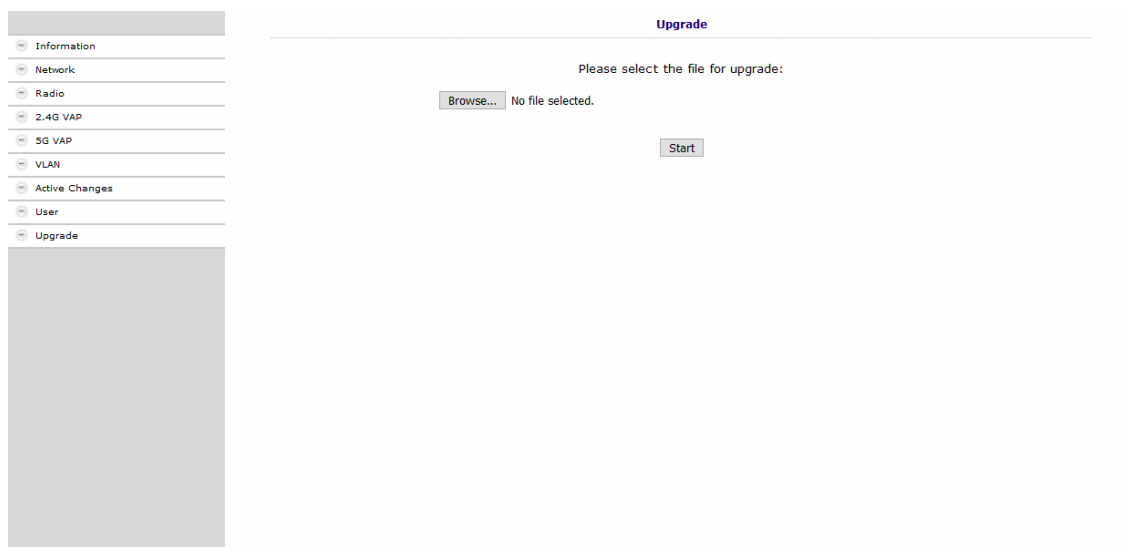 Upgrade
Information
Network
Radio
2.4G VAP
5G VAP
VLAN
Active Changes
User
Upgrade
Please select the file for upgrade:
Browse... No file selected.
Start